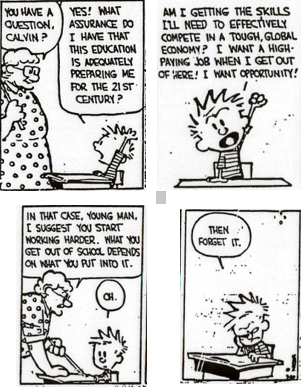 YOU HAVE A
QUESTION,
CALVIN?
YES! WHAT
ASSURANCE DO
I HAVE THAT
THIS EDUCATION
IS ADEQUATELY
PREPARING ME
FOR THE 21ST
CENTURY?
AM I GETTING THE SKILLS
I'LL NEED TO EFFECTIVELY
COMPETE IN A TOUGH, GLOBAL
ECONOMY? I WANT A HIGH-
PAYING JOB WHEN I GET OUT
OF HERE! I WANT OPPORTUNITY!
IN THAT CASE, YOUNG MAN,
I SUGGEST YOU START
WORKING HARDER. WHAT YOU
GET OUT OF SCHOOL DEPENDS
ON WHAT YOU PUT INTO IT.
OH.
THEN
FORGET IT.